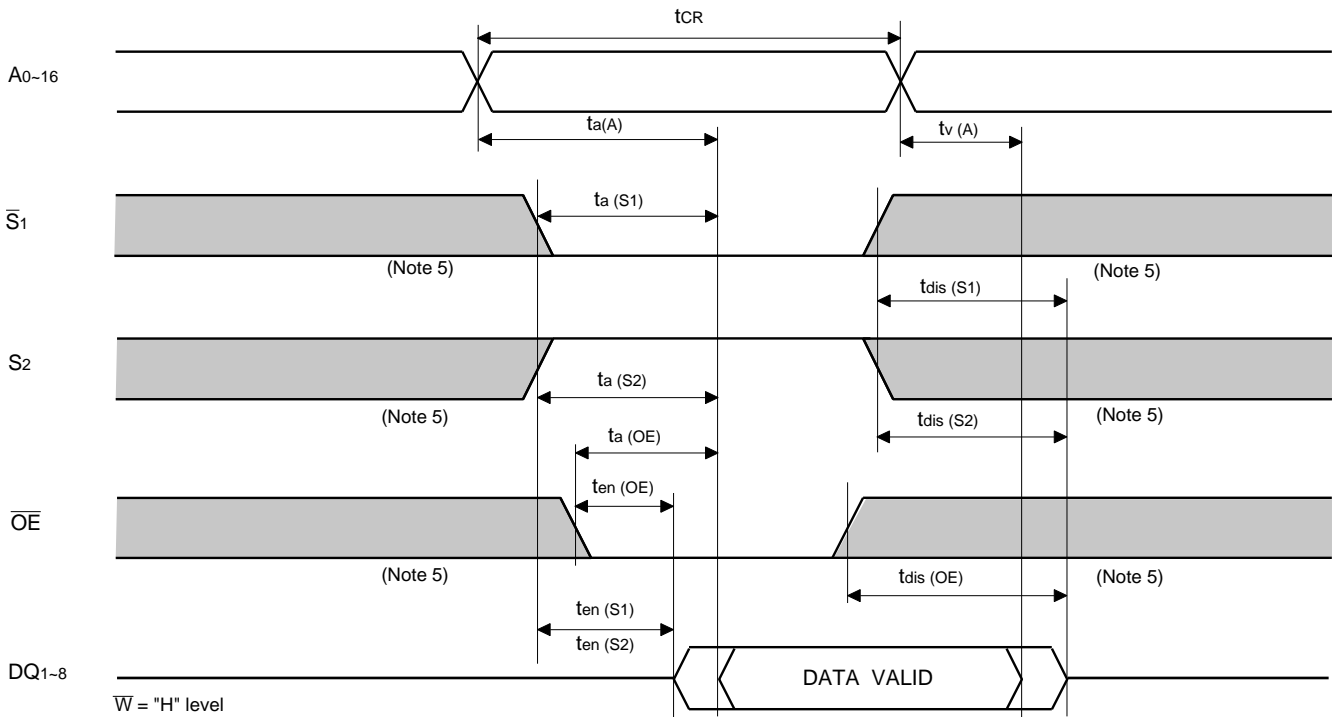 tCR
A0~16
ta(A)
tv (A)
S̅1
ta (S1)
(Note 5)
(Note 5)
tdis (S1)
S2
ta (S2)
(Note 5)
(Note 5)
tdis (S2)
ta (OE)
ten (OE)
O̅E̅
(Note 5)
(Note 5)
tdis (OE)
ten (S1)
ten (S2)
DQ1~8
DATA VALID
W̅ = "H" level